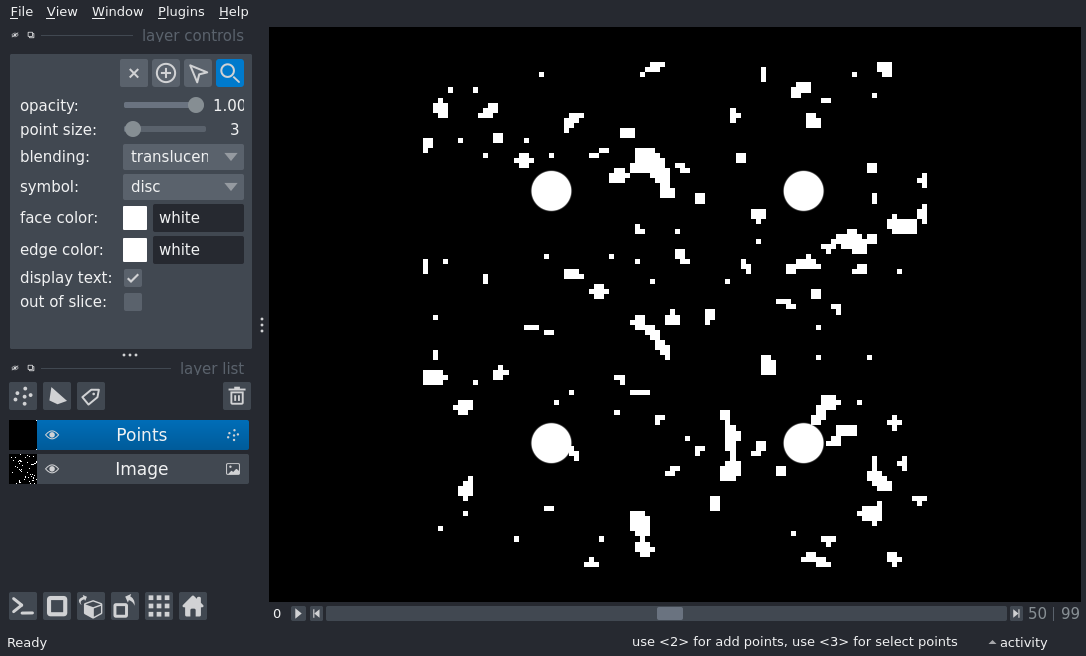 File View Window Plugins Help
layer controls
opacity: 1.00
point size: 3
blending: translucen
symbol: disc
face color: white
edge color: white
display text:
out of slice:
layer list
Points
Image
0 50 | 99
Ready use <2> for add points, use <3> for select points activity